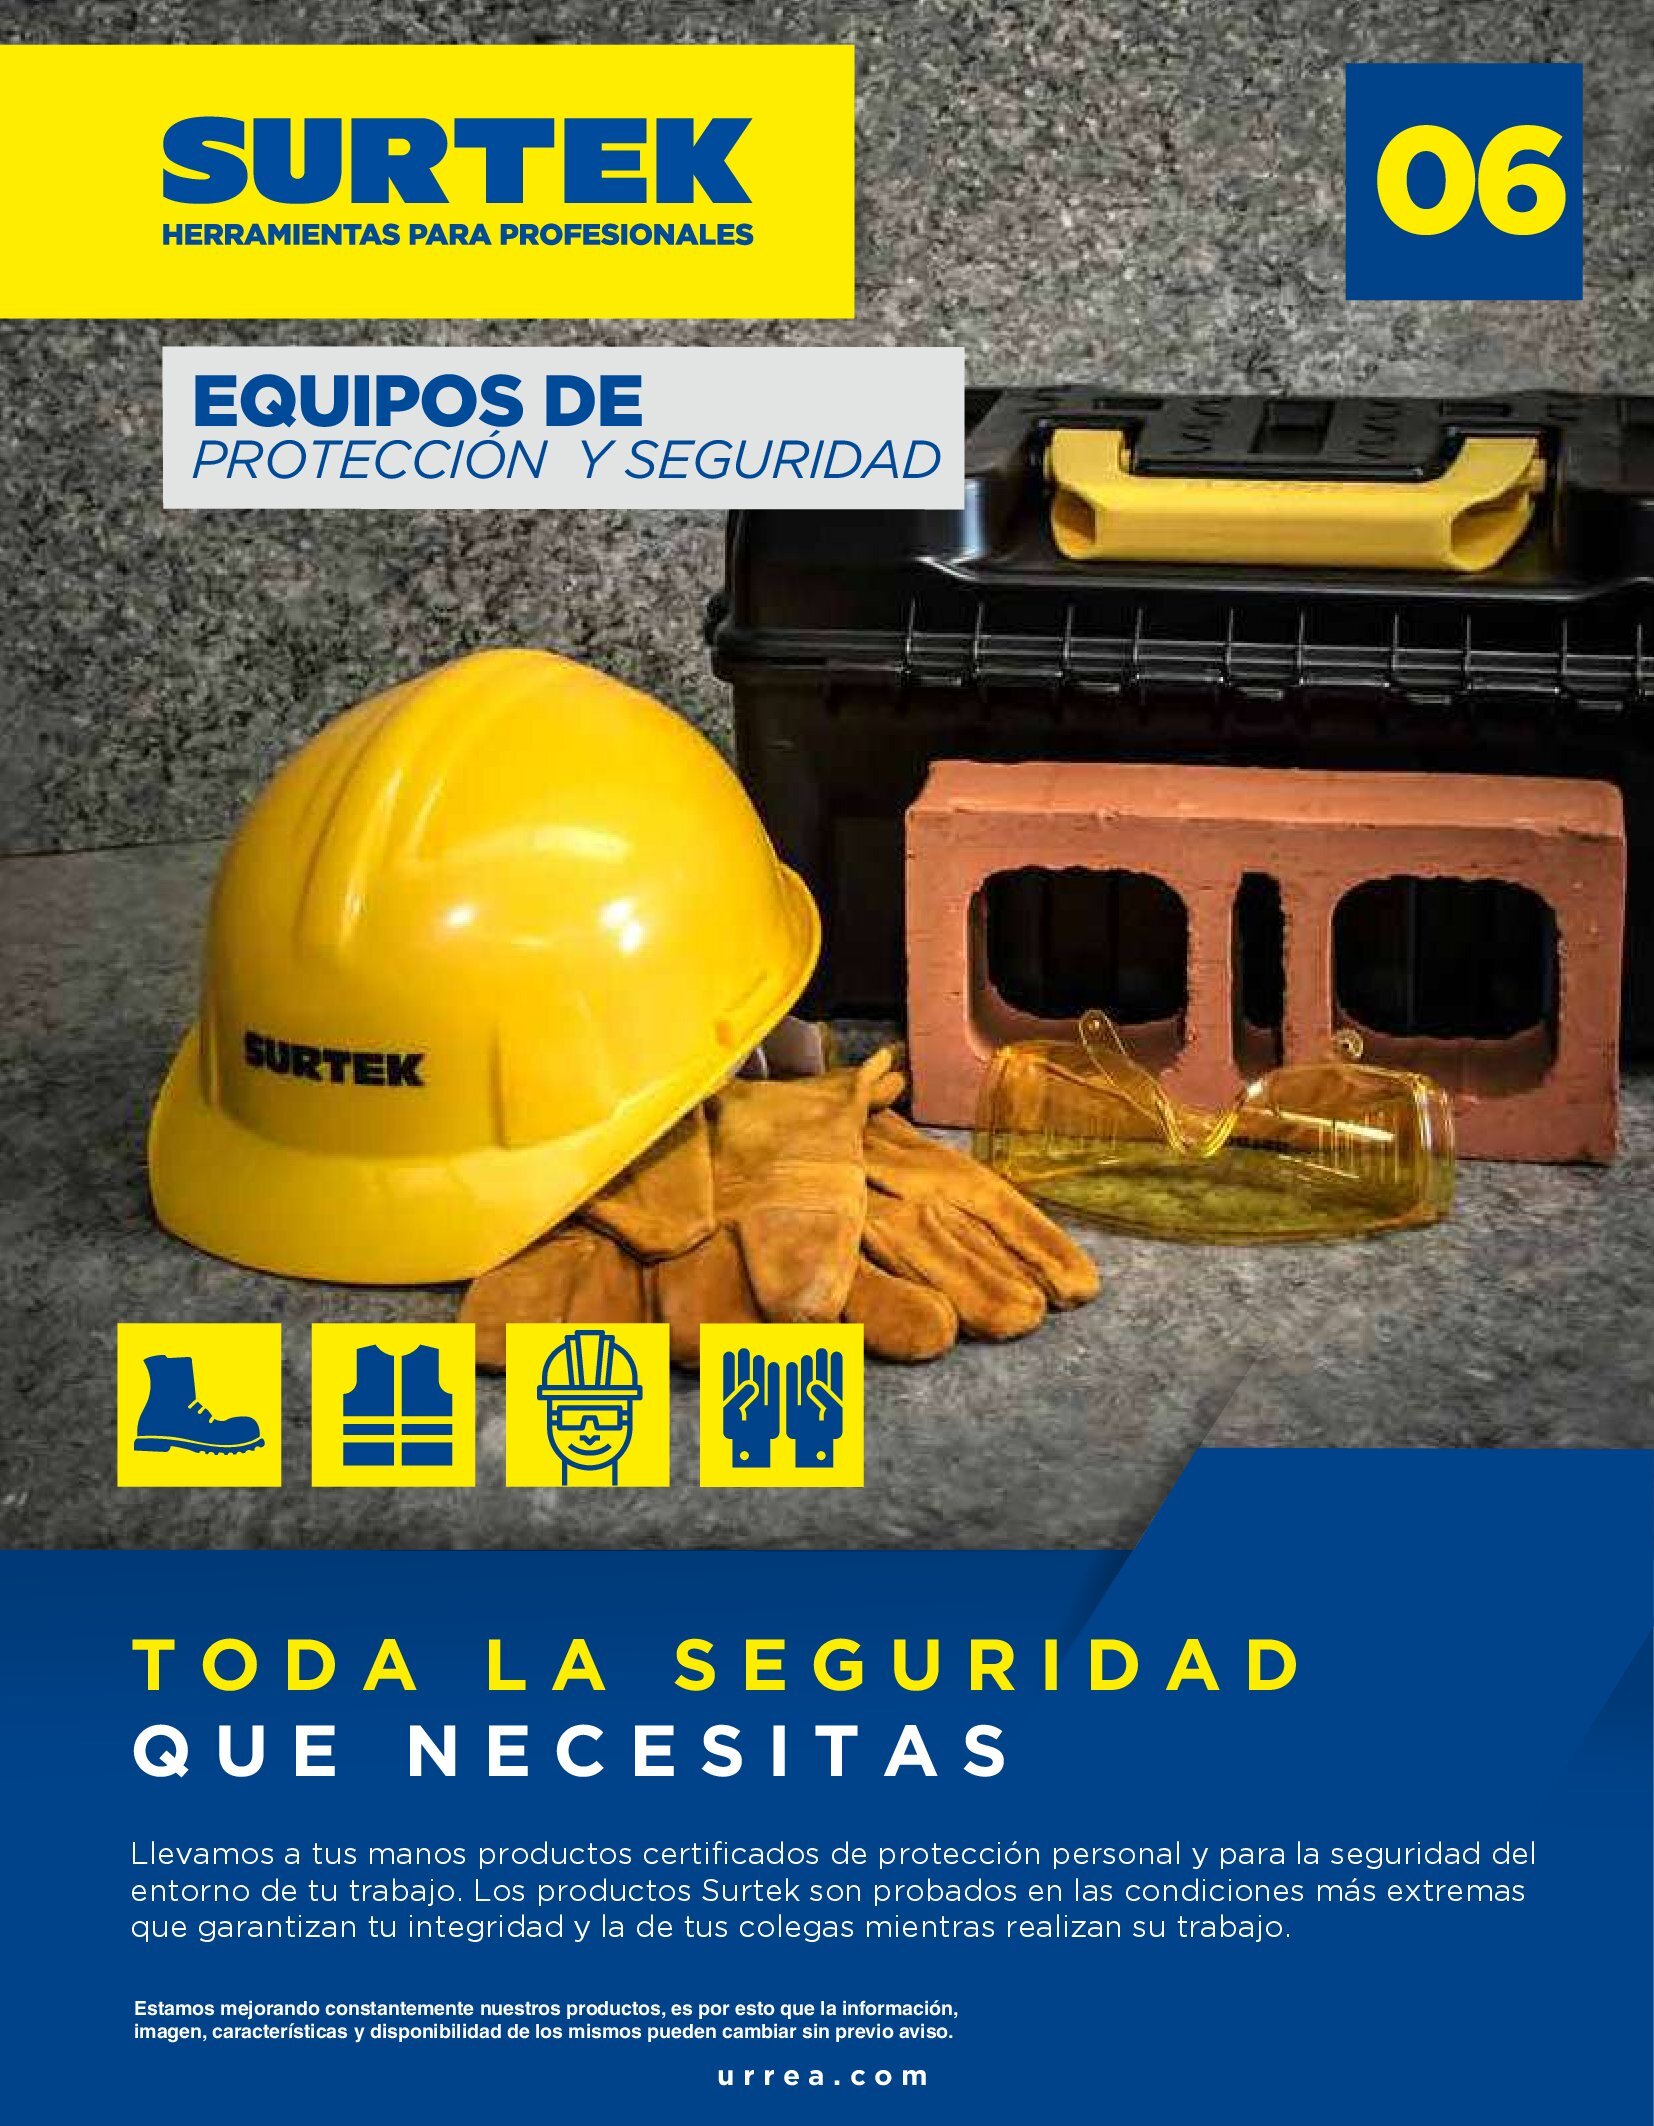 SURTEK
HERRAMIENTAS PARA PROFESIONALES
06
EQUIPOS DE
PROTECCIÓN Y SEGURIDAD
SURTEK
TODA LA SEGURIDAD
QUE NECESITAS
Llevamos a tus manos productos certificados de protección personal y para la seguridad del
entorno de tu trabajo. Los productos Surtek son probados en las condiciones más extremas
que garantizan tu integridad y la de tus colegas mientras realizan su trabajo.
Estamos mejorando constantemente nuestros productos, es por esto que la información,
imagen, características y disponibilidad de los mismos pueden cambiar sin previo aviso.
urrea.com